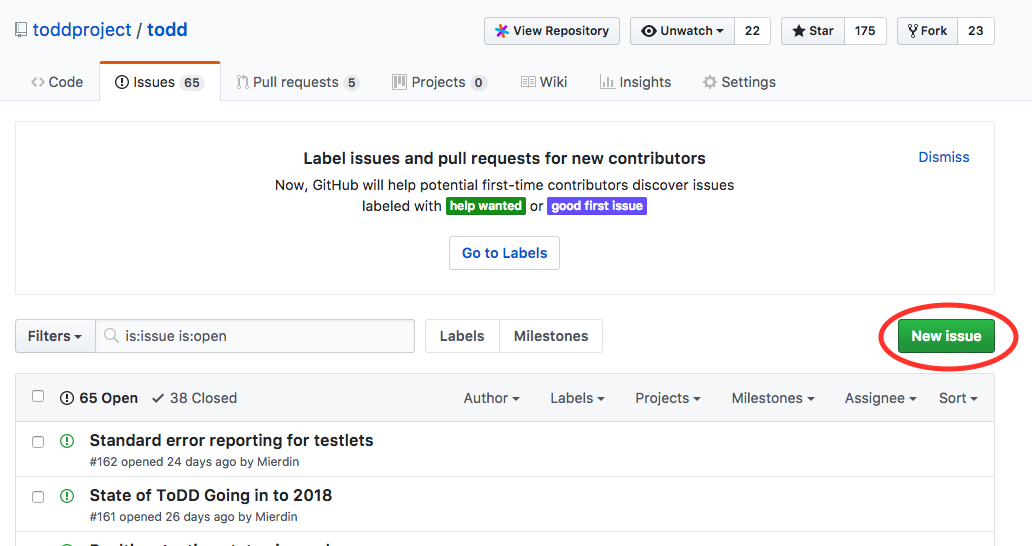 toddproject / todd
View Repository
Unwatch 22
Star 175
Fork 23
Code
Issues 65
Pull requests 5
Projects 0
Wiki
Insights
Settings
Label issues and pull requests for new contributors
Dismiss
Now, GitHub will help potential first-time contributors discover issues
labeled with help wanted or good first issue
Go to Labels
Filters
is:issue is:open
Labels
Milestones
New issue
65 Open
38 Closed
Author
Labels
Projects
Milestones
Assignee
Sort
Standard error reporting for testlets
#162 opened 24 days ago by Mierdin
State of ToDD Going in to 2018
#161 opened 26 days ago by Mierdin